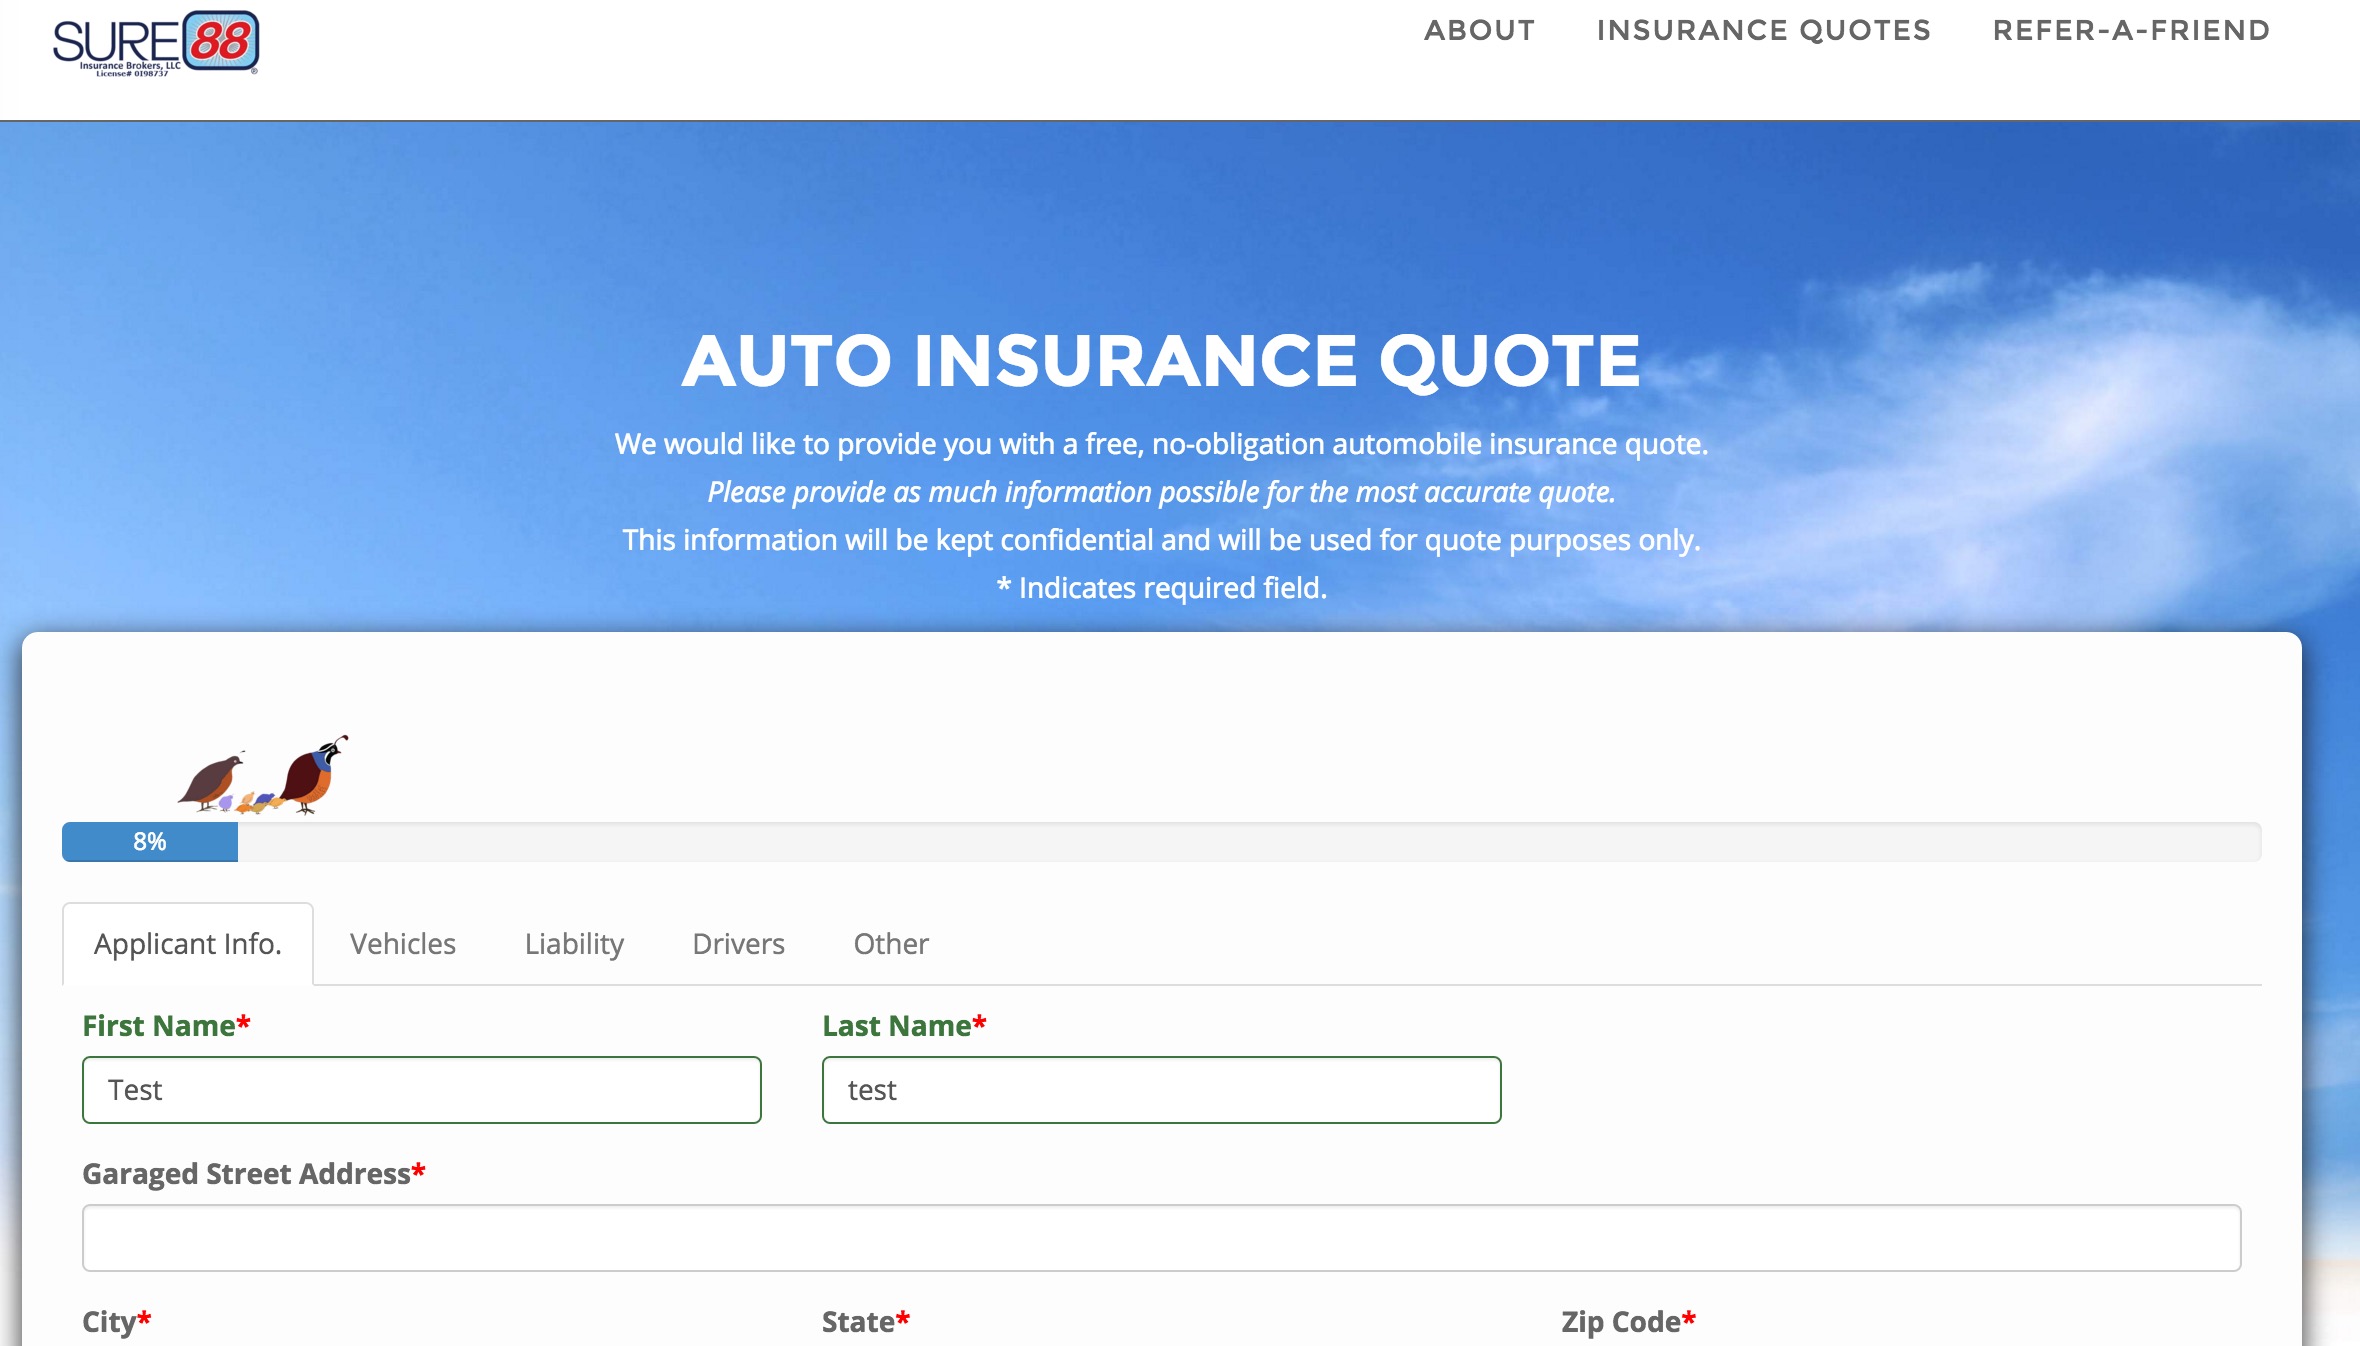 SURE 88
Insurance Brokers, LLC
License# 0I98737
®
ABOUT INSURANCE QUOTES REFER-A-FRIEND
AUTO INSURANCE QUOTE
We would like to provide you with a free, no-obligation automobile insurance quote.
Please provide as much information possible for the most accurate quote.
This information will be kept confidential and will be used for quote purposes only.
* Indicates required field.
8%
Applicant Info. Vehicles Liability Drivers Other
First Name* Last Name*
Test test
Garaged Street Address*
City* State* Zip Code*